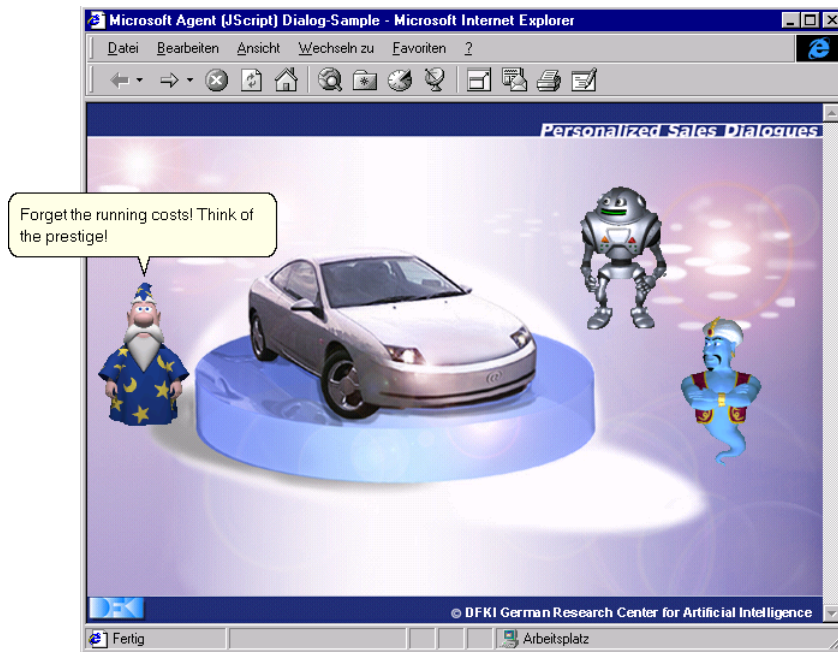 Microsoft Agent (JScript) Dialog-Sample - Microsoft Internet Explorer
Datei Bearbeiten Ansicht Wechseln zu Favoriten ?
Personalized Sales Dialogues
Forget the running costs! Think of
the prestige!
@
DFKI
© DFKI German Research Center for Artificial Intelligence
Fertig
Arbeitsplatz